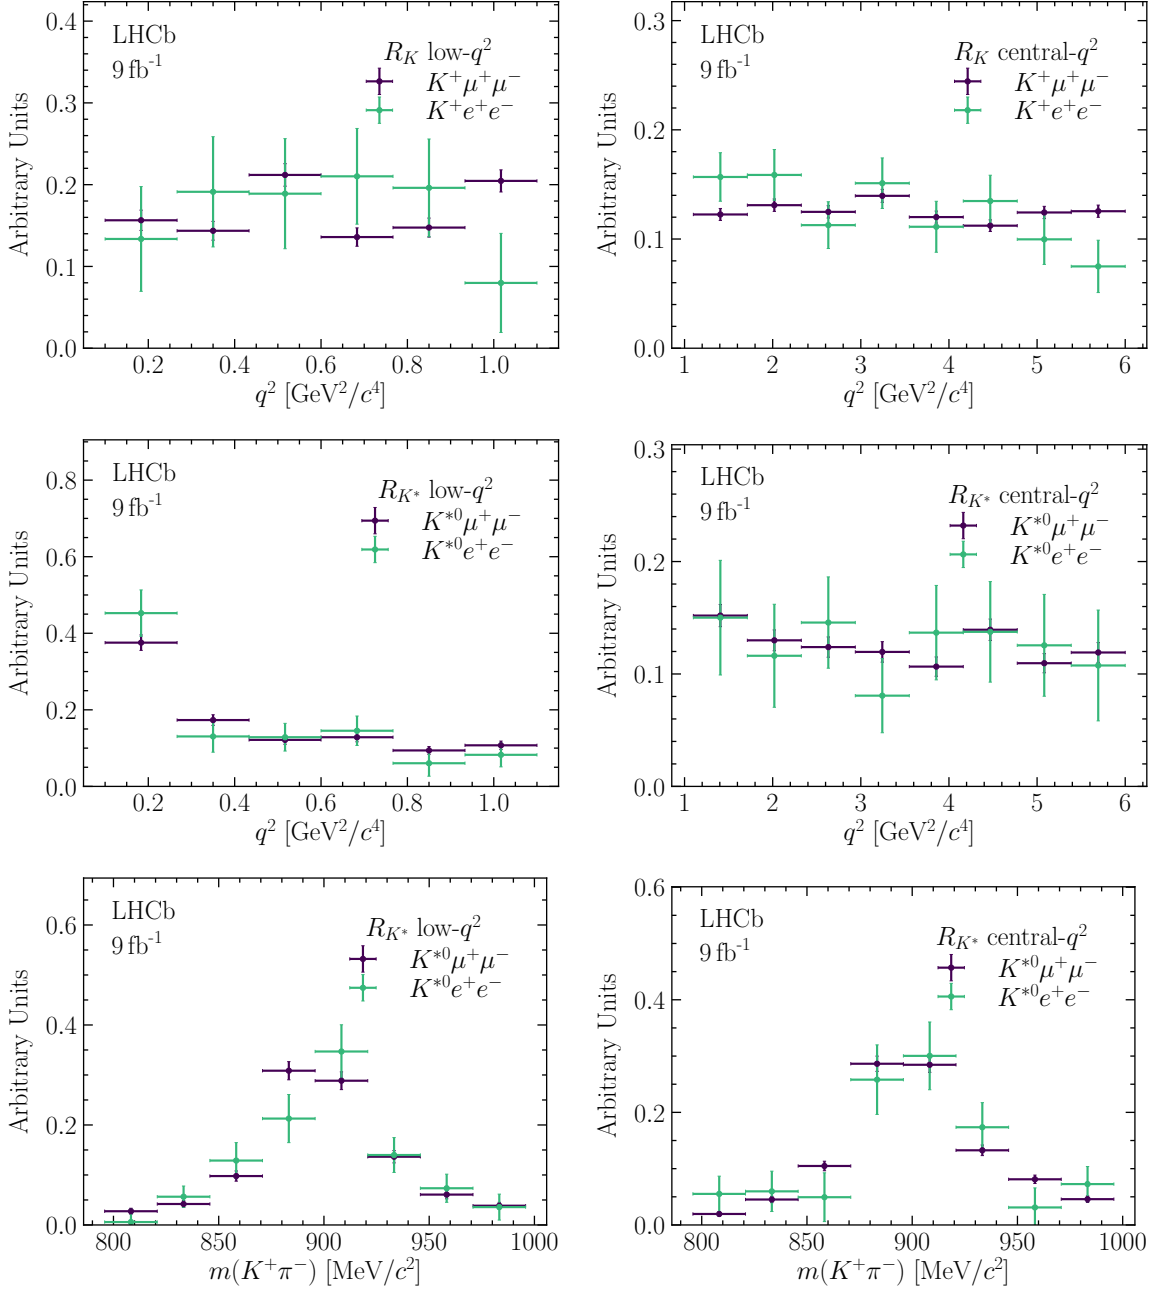 LHCb
9 fb⁻¹
R_K low-q²
K⁺μ⁺μ⁻
K⁺e⁺e⁻
Arbitrary Units
0.0
0.1
0.2
0.3
0.4
0.2
0.4
0.6
0.8
1.0
q² [GeV²/c⁴]
LHCb
9 fb⁻¹
R_K central-q²
K⁺μ⁺μ⁻
K⁺e⁺e⁻
Arbitrary Units
0.0
0.1
0.2
0.3
1
2
3
4
5
6
q² [GeV²/c⁴]
LHCb
9 fb⁻¹
R_{K*} low-q²
K*⁰μ⁺μ⁻
K*⁰e⁺e⁻
Arbitrary Units
0.0
0.2
0.4
0.6
0.8
0.2
0.4
0.6
0.8
1.0
q² [GeV²/c⁴]
LHCb
9 fb⁻¹
R_{K*} central-q²
K*⁰μ⁺μ⁻
K*⁰e⁺e⁻
Arbitrary Units
0.0
0.1
0.2
0.3
1
2
3
4
5
6
q² [GeV²/c⁴]
LHCb
9 fb⁻¹
R_{K*} low-q²
K*⁰μ⁺μ⁻
K*⁰e⁺e⁻
Arbitrary Units
0.0
0.2
0.4
0.6
800
850
900
950
1000
m(K⁺π⁻) [MeV/c²]
LHCb
9 fb⁻¹
R_{K*} central-q²
K*⁰μ⁺μ⁻
K*⁰e⁺e⁻
Arbitrary Units
0.0
0.2
0.4
0.6
800
850
900
950
1000
m(K⁺π⁻) [MeV/c²]